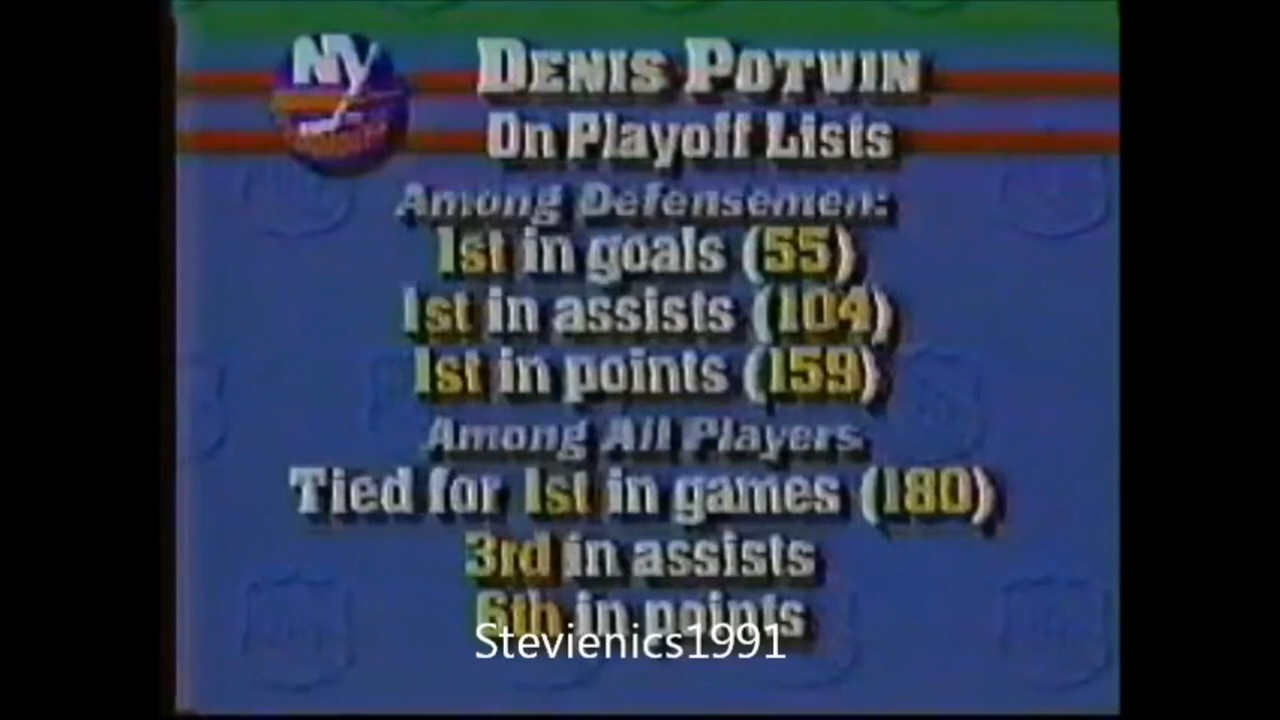 NY
DENIS POTVIN
On Playoff Lists
Among Defensemen:
1st in goals (55)
1st in assists (104)
1st in points (159)
Among All Players:
Tied for 1st in games (180)
3rd in assists
6th in points
Stevienics1991